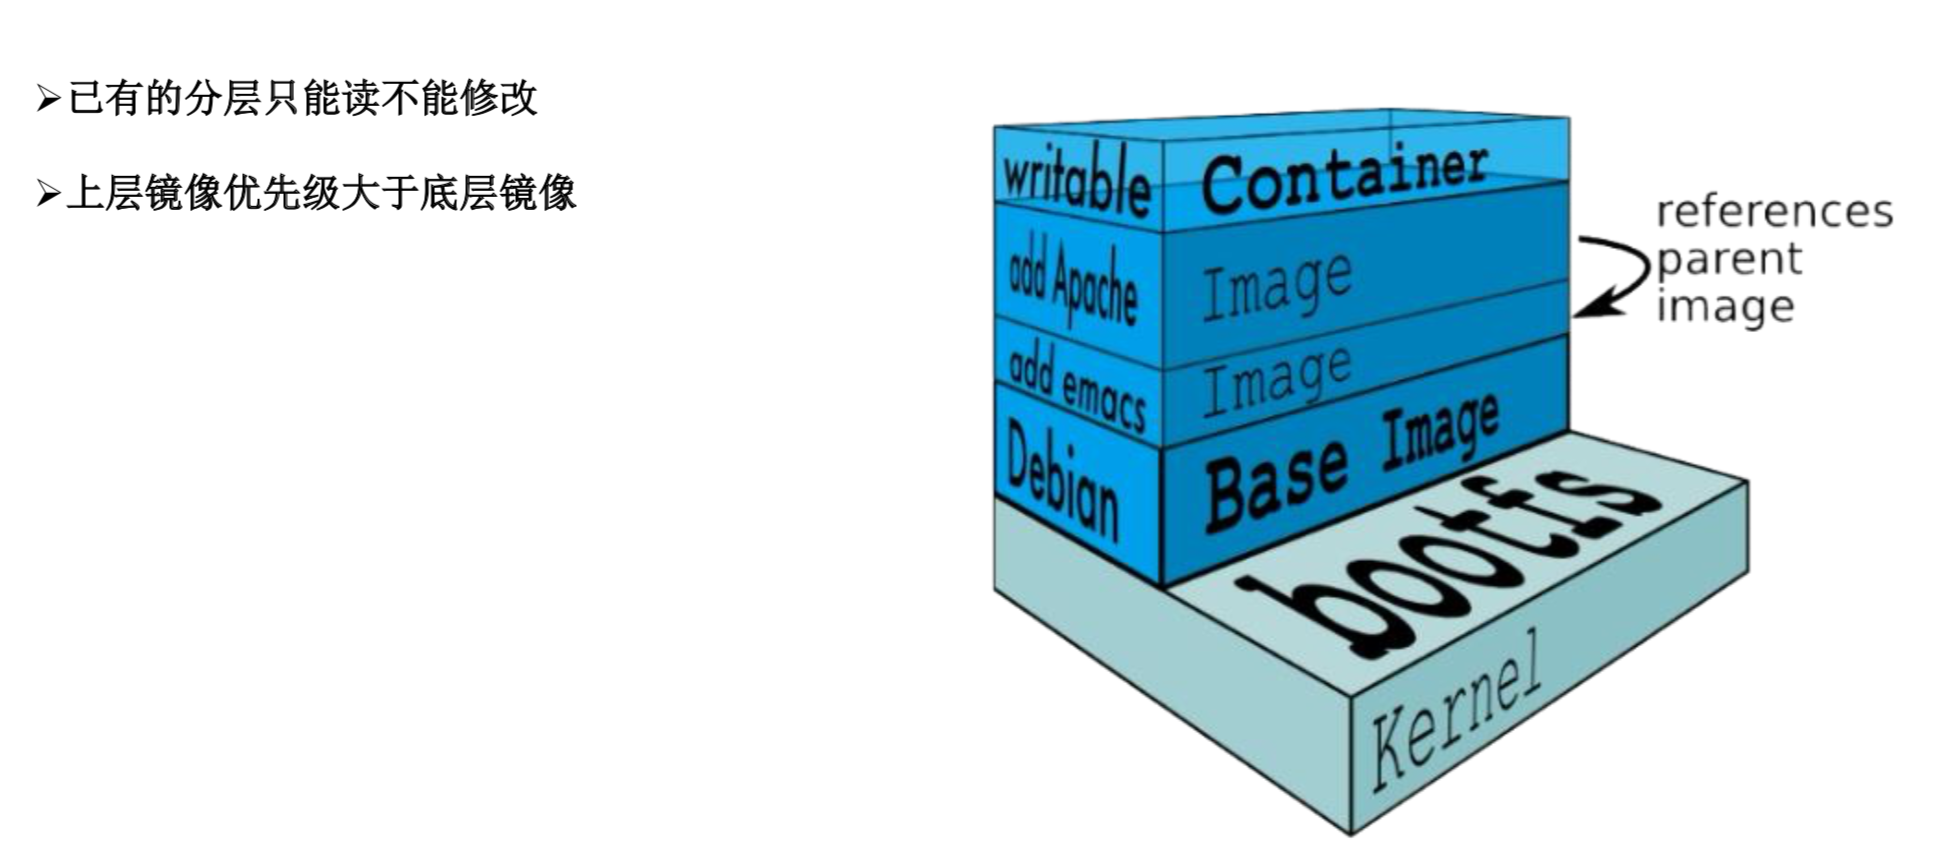 ➢已有的分层只能读不能修改
➢上层镜像优先级大于底层镜像
writable Container
add Apache Image
add emacs Image
Debian Base Image
references
parent
image
bootfs
Kernel